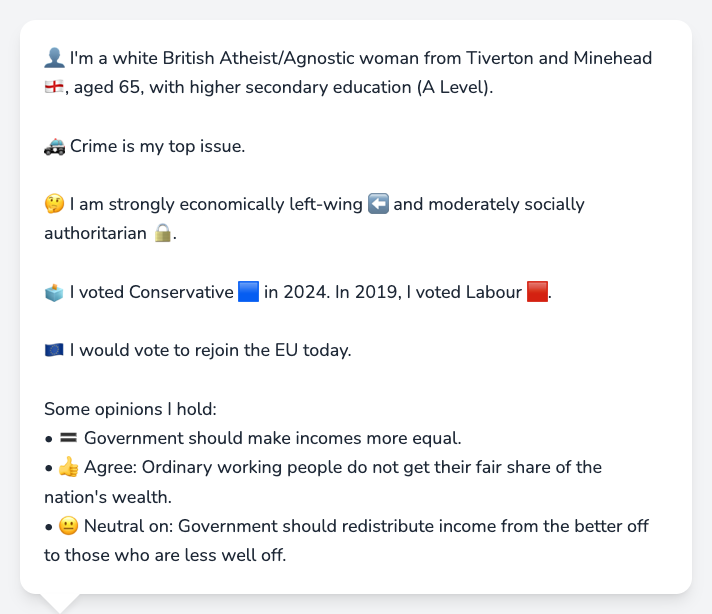 👤 I'm a white British Atheist/Agnostic woman from Tiverton and Minehead
🏴󠁧󠁢󠁥󠁮󠁧󠁿, aged 65, with higher secondary education (A Level).
🚓 Crime is my top issue.
🤔 I am strongly economically left-wing ⬅️ and moderately socially
authoritarian 🔒.
🗳️ I voted Conservative 🟦 in 2024. In 2019, I voted Labour 🟥.
🇪🇺 I would vote to rejoin the EU today.
Some opinions I hold:
• 🟰 Government should make incomes more equal.
• 👍 Agree: Ordinary working people do not get their fair share of the
nation's wealth.
• 😐 Neutral on: Government should redistribute income from the better off
to those who are less well off.